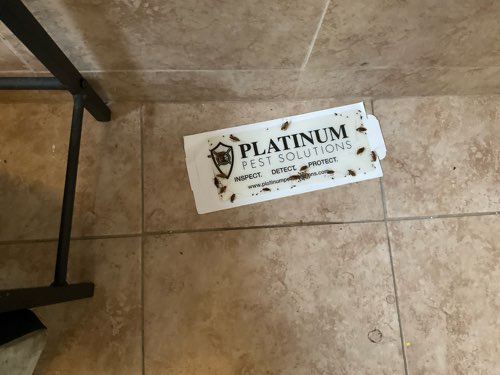 PLATINUM
PEST SOLUTIONS
INSPECT. DETECT. PROTECT.